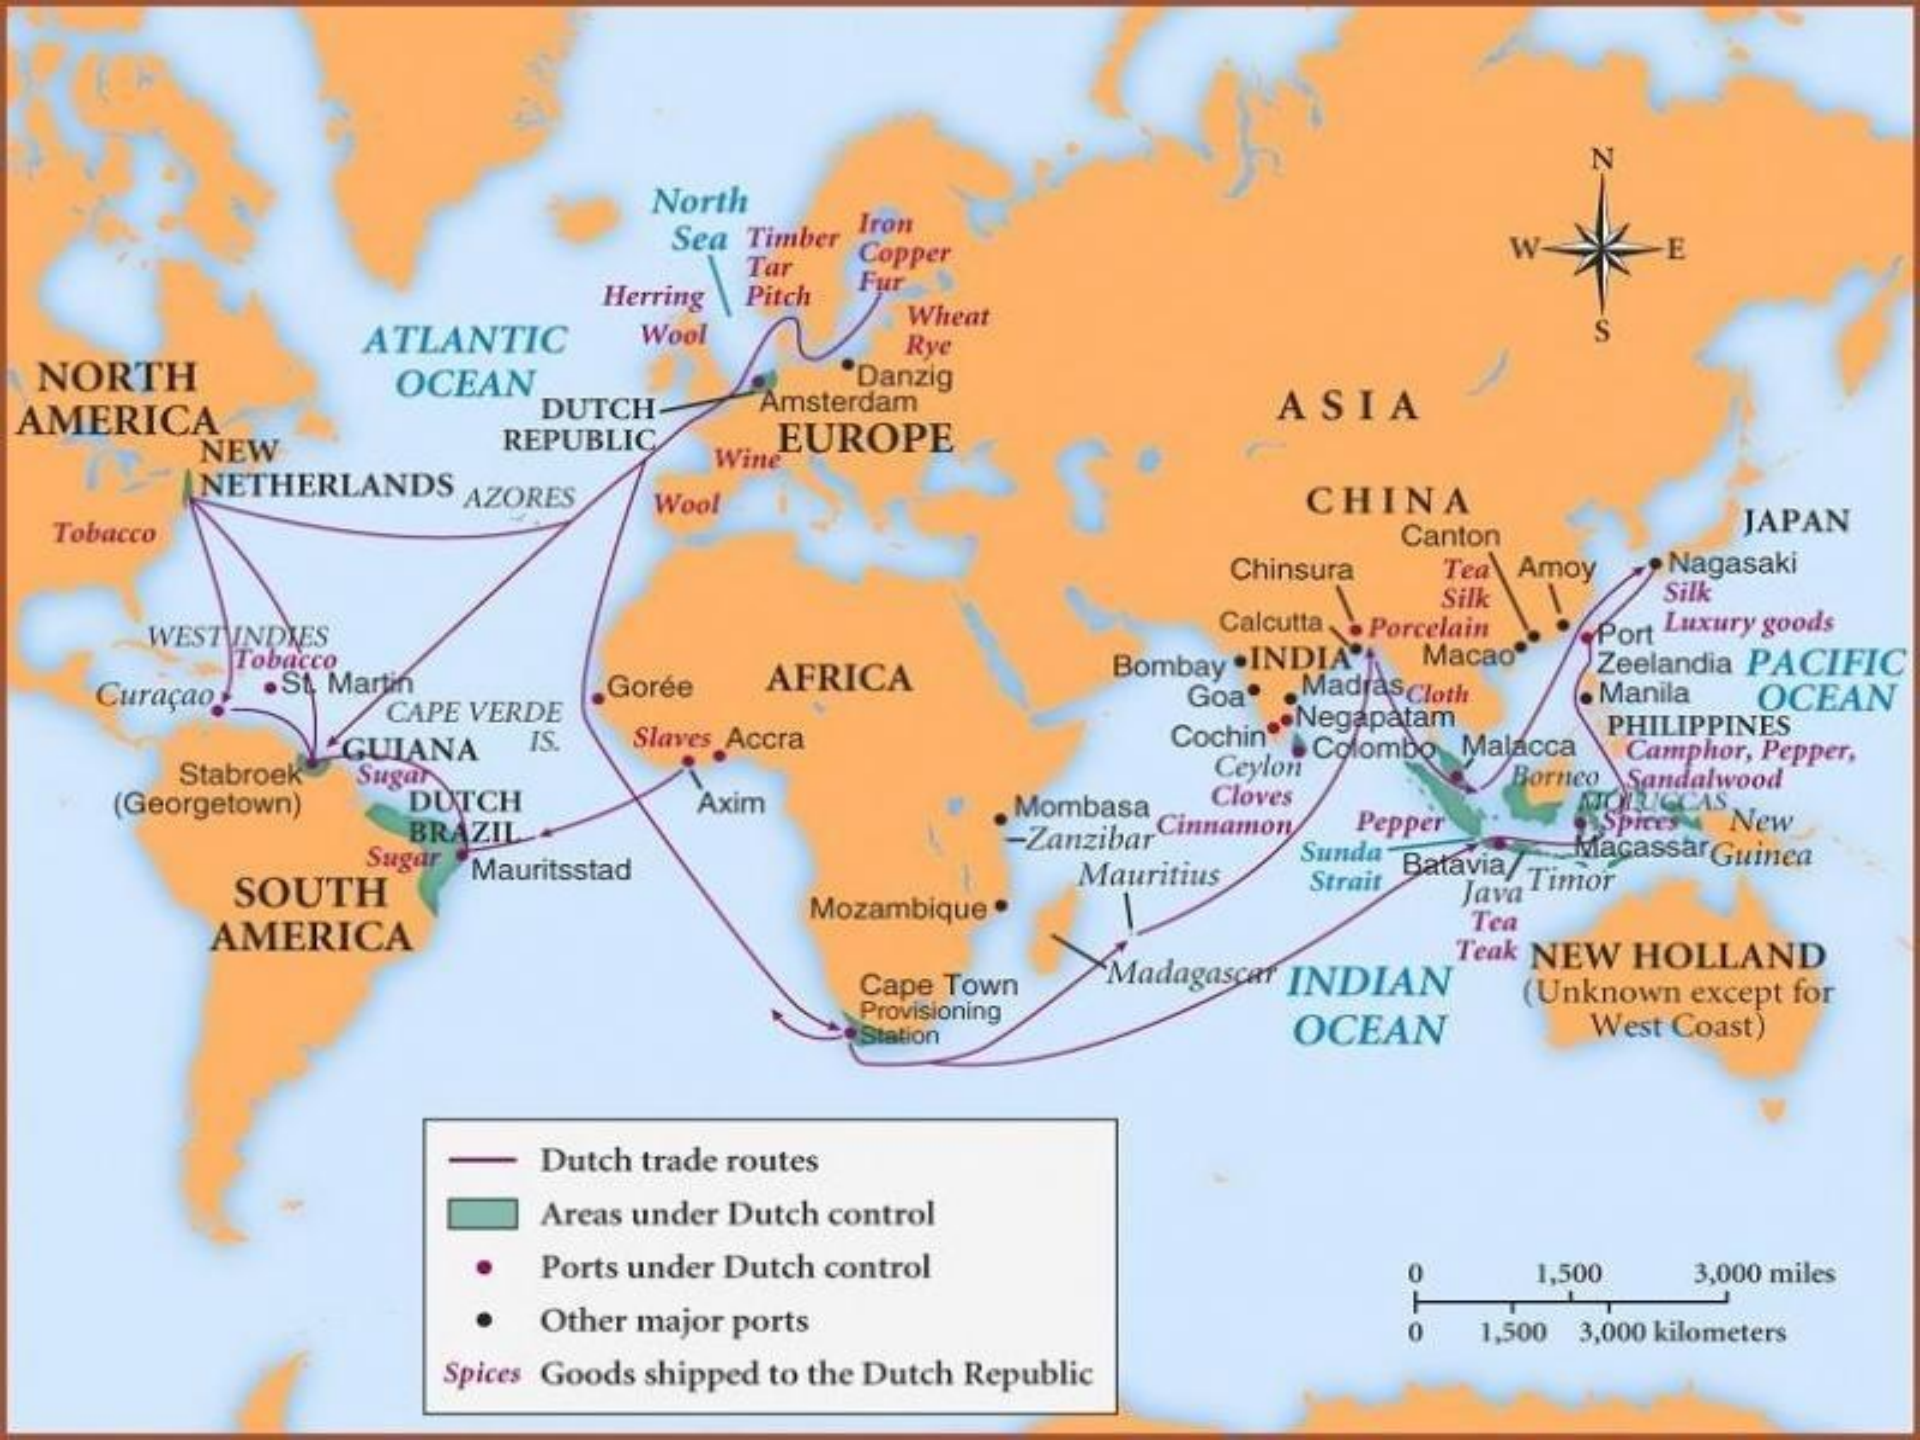 N
W
E
S
North
Sea
Timber
Tar
Pitch
Iron
Copper
Fur
Herring
Wool
Wheat
Rye
ATLANTIC
OCEAN
NORTH
AMERICA
DUTCH
REPUBLIC
Danzig
Amsterdam
EUROPE
ASIA
NEW
NETHERLANDS
AZORES
Wine
Wool
Tobacco
CHINA
JAPAN
Canton
Chinsura
Tea
Silk
Amoy
Nagasaki
Silk
Luxury goods
Calcutta
Porcelain
Port
Zeelandia
PACIFIC
OCEAN
WEST INDIES
Tobacco
St. Martin
Curaçao
CAPE VERDE
IS.
Gorée
AFRICA
Bombay
INDIA
Macao
Goa
Madras
Cloth
Manila
Negapatam
PHILIPPINES
Cochin
Colombo
Malacca
Camphor, Pepper,
Sandalwood
Slaves
Accra
GUIANA
Sugar
Stabroek
(Georgetown)
Ceylon
Cloves
Cinnamon
Borneo
MOLUCCAS
Spices
New
Guinea
DUTCH
BRAZIL
Axim
Mombasa
Zanzibar
Pepper
Sunda
Strait
Macassar
Sugar
Mauritsstad
Mauritius
Batavia
Java
Timor
SOUTH
AMERICA
Mozambique
Tea
Teak
NEW HOLLAND
(Unknown except for
West Coast)
Madagascar
INDIAN
OCEAN
Cape Town
Provisioning
Station
Dutch trade routes
Areas under Dutch control
Ports under Dutch control
Other major ports
Spices Goods shipped to the Dutch Republic
0 1,500 3,000 miles
0 1,500 3,000 kilometers